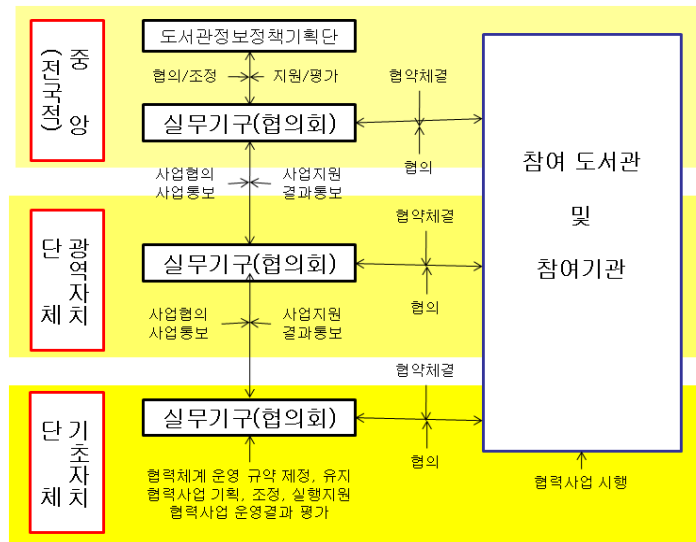 중앙
(전국적)
도서관정보정책기획단
협의/조정
지원/평가
실무기구(협의회)
협약체결
협의
사업협의
사업통보
사업지원
결과통보
광역자치
단체
실무기구(협의회)
협약체결
협의
사업협의
사업통보
사업지원
결과통보
기초자치
단체
실무기구(협의회)
협약체결
협의
협력체계 운영 규약 제정, 유지
협력사업 기획, 조정, 실행지원
협력사업 운영결과 평가
참여 도서관
및
참여기관
협력사업 시행